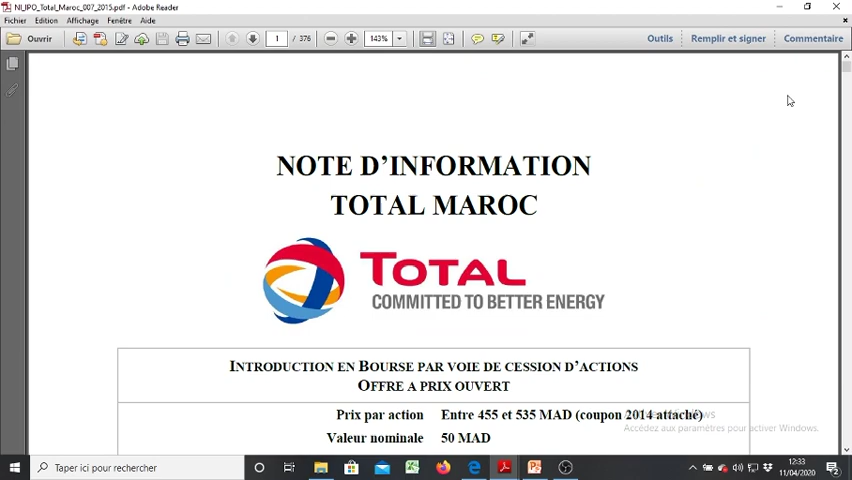 NI_IPO_Total_Maroc_007_2015.pdf - Adobe Reader
Fichier Edition Affichage Fenêtre Aide
Ouvrir 1 / 376 143% Outils Remplir et signer Commentaire
NOTE D'INFORMATION
TOTAL MAROC
TOTAL
COMMITTED TO BETTER ENERGY
INTRODUCTION EN BOURSE PAR VOIE DE CESSION D'ACTIONS
OFFRE A PRIX OUVERT
Prix par action Entre 455 et 535 MAD (coupon 2014 attaché)
Accédez aux paramètres pour activer Windows.
Valeur nominale 50 MAD
Taper ici pour rechercher
12:33
11/04/2020
2